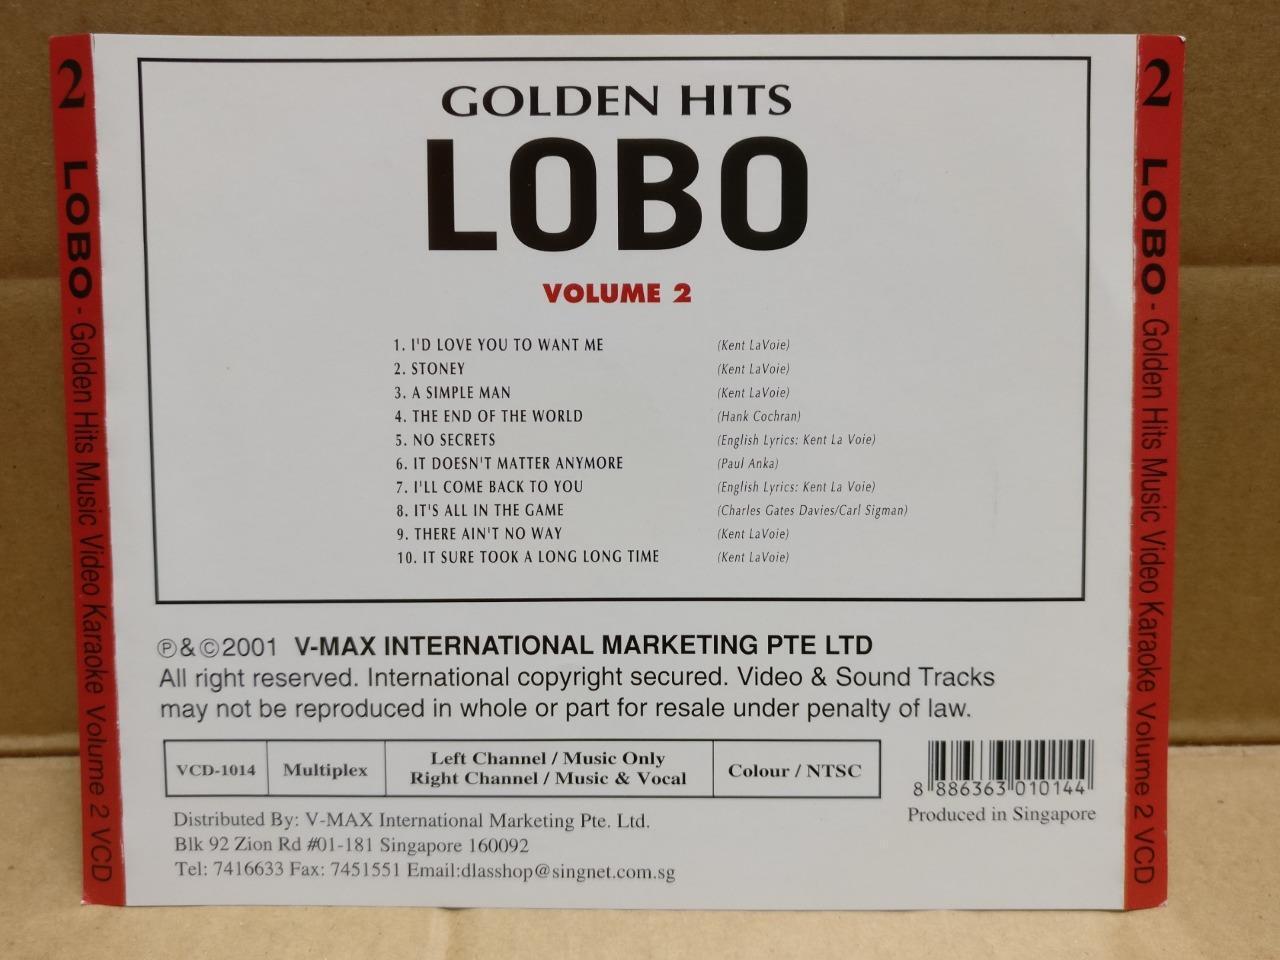 GOLDEN HITS
LOBO
VOLUME 2
1. I'D LOVE YOU TO WANT ME (Kent LaVoie)
2. STONEY (Kent LaVoie)
3. A SIMPLE MAN (Kent LaVoie)
4. THE END OF THE WORLD (Hank Cochran)
5. NO SECRETS (English Lyrics: Kent La Voie)
6. IT DOESN'T MATTER ANYMORE (Paul Anka)
7. I'LL COME BACK TO YOU (English Lyrics: Kent La Voie)
8. IT'S ALL IN THE GAME (Charles Gates Davies/Carl Sigman)
9. THERE AIN'T NO WAY (Kent LaVoie)
10. IT SURE TOOK A LONG LONG TIME (Kent LaVoie)
℗&©2001 V-MAX INTERNATIONAL MARKETING PTE LTD
All right reserved. International copyright secured. Video & Sound Tracks
may not be reproduced in whole or part for resale under penalty of law.
VCD-1014
Multiplex
Left Channel / Music Only
Right Channel / Music & Vocal
Colour / NTSC
8 886363 010144
Produced in Singapore
Distributed By: V-MAX International Marketing Pte. Ltd.
Blk 92 Zion Rd #01-181 Singapore 160092
Tel: 7416633 Fax: 7451551 Email:dlasshop@singnet.com.sg
2 LOBO - Golden Hits Music Video Karaoke Volume 2 VCD
2 LOBO - Golden Hits Music Video Karaoke Volume 2 VCD